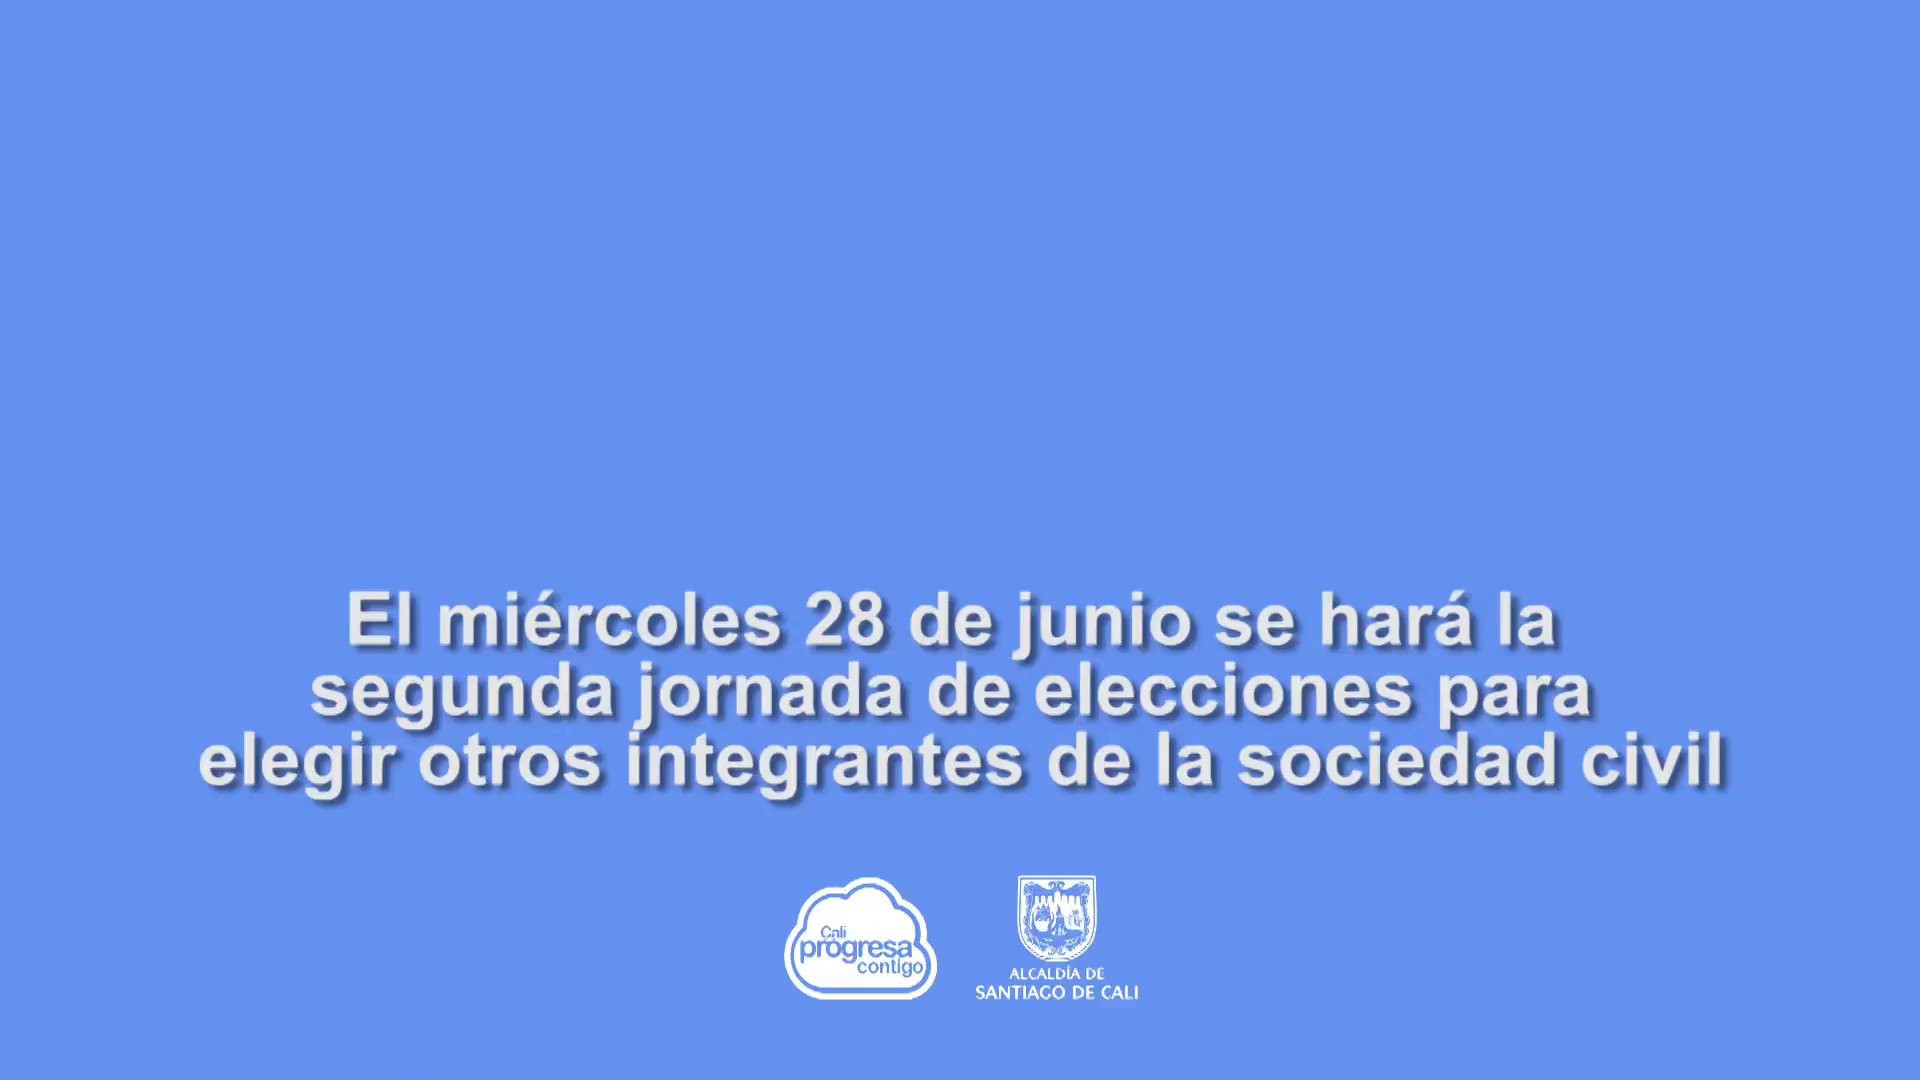 El miércoles 28 de junio se hará la
segunda jornada de elecciones para
elegir otros integrantes de la sociedad civil
Cali
progresa
contigo
ALCALDÍA DE
SANTIAGO DE CALI